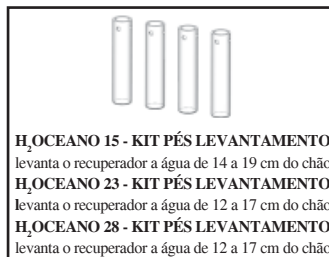 H₂OCEANO 15 - KIT PÉS LEVANTAMENTO
levanta o recuperador a água de 14 a 19 cm do chão
H₂OCEANO 23 - KIT PÉS LEVANTAMENTO
levanta o recuperador a água de 12 a 17 cm do chão
H₂OCEANO 28 - KIT PÉS LEVANTAMENTO
levanta o recuperador a água de 12 a 17 cm do chão